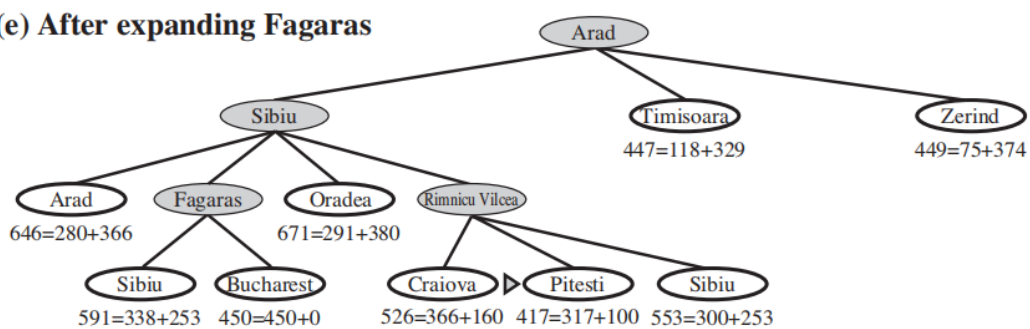 (e) After expanding Fagaras
Arad
Sibiu
Timisoara
Zerind
447=118+329
449=75+374
Arad
Fagaras
Oradea
Rimnicu Vilcea
646=280+366
671=291+380
Sibiu
Bucharest
Craiova
Pitesti
Sibiu
591=338+253
450=450+0
526=366+160
417=317+100
553=300+253